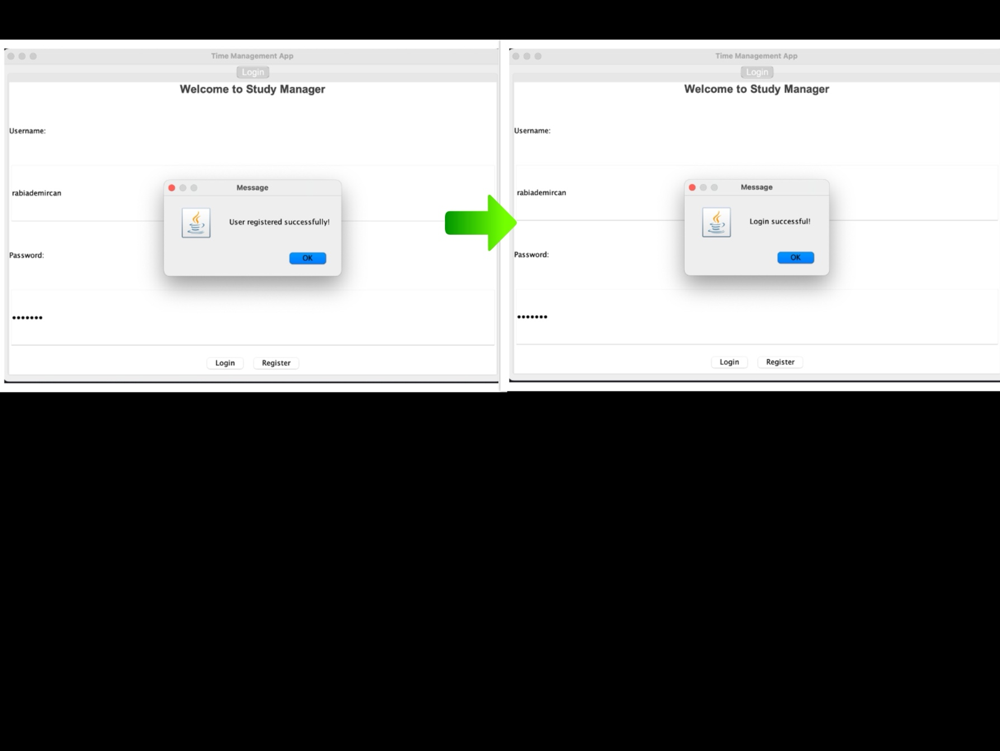 Time Management App
Login
Welcome to Study Manager
Username:
rabiademircan
Message
User registered successfully!
OK
Password:
•••••••
Login Register
Time Management App
Login
Welcome to Study Manager
Username:
rabiademircan
Message
Login successful!
OK
Password:
•••••••
Login Register